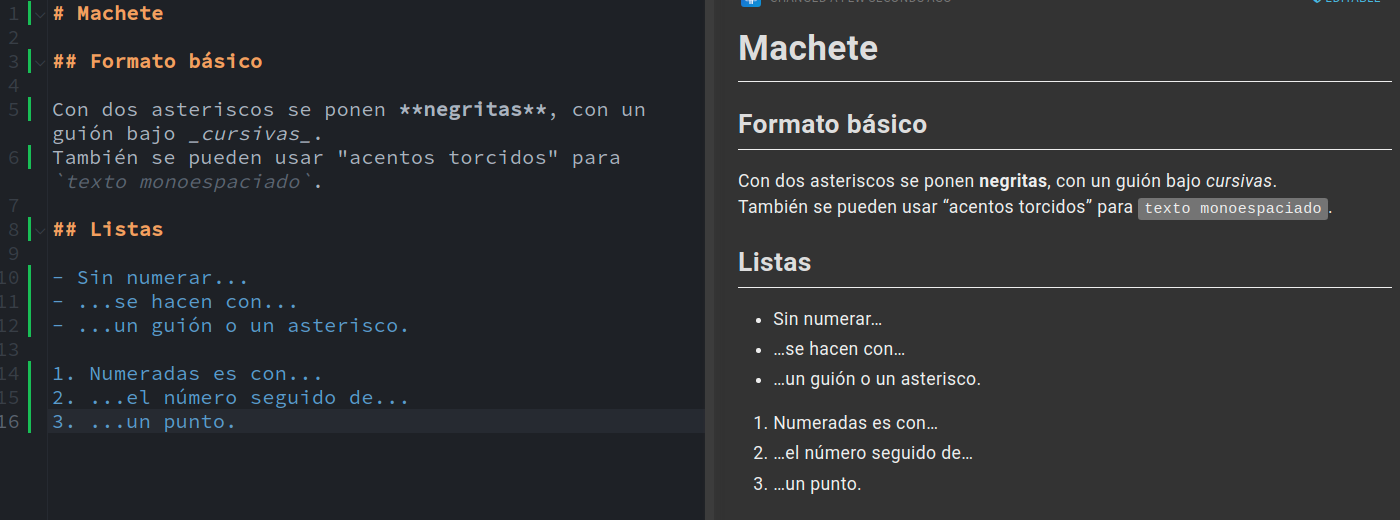 1 # Machete
2
3 ## Formato básico
4
5 Con dos asteriscos se ponen **negritas**, con un
guión bajo _cursivas_.
6 También se pueden usar "acentos torcidos" para
`texto monoespaciado`.
7
8 ## Listas
9
10 - Sin numerar...
11 - ...se hacen con...
12 - ...un guión o un asterisco.
13
14 1. Numeradas es con...
15 2. ...el número seguido de...
16 3. ...un punto.
Machete
Formato básico
Con dos asteriscos se ponen negritas, con un guión bajo cursivas.
También se pueden usar “acentos torcidos” para texto monoespaciado.
Listas
• Sin numerar…
• …se hacen con…
• …un guión o un asterisco.
1. Numeradas es con…
2. …el número seguido de…
3. …un punto.